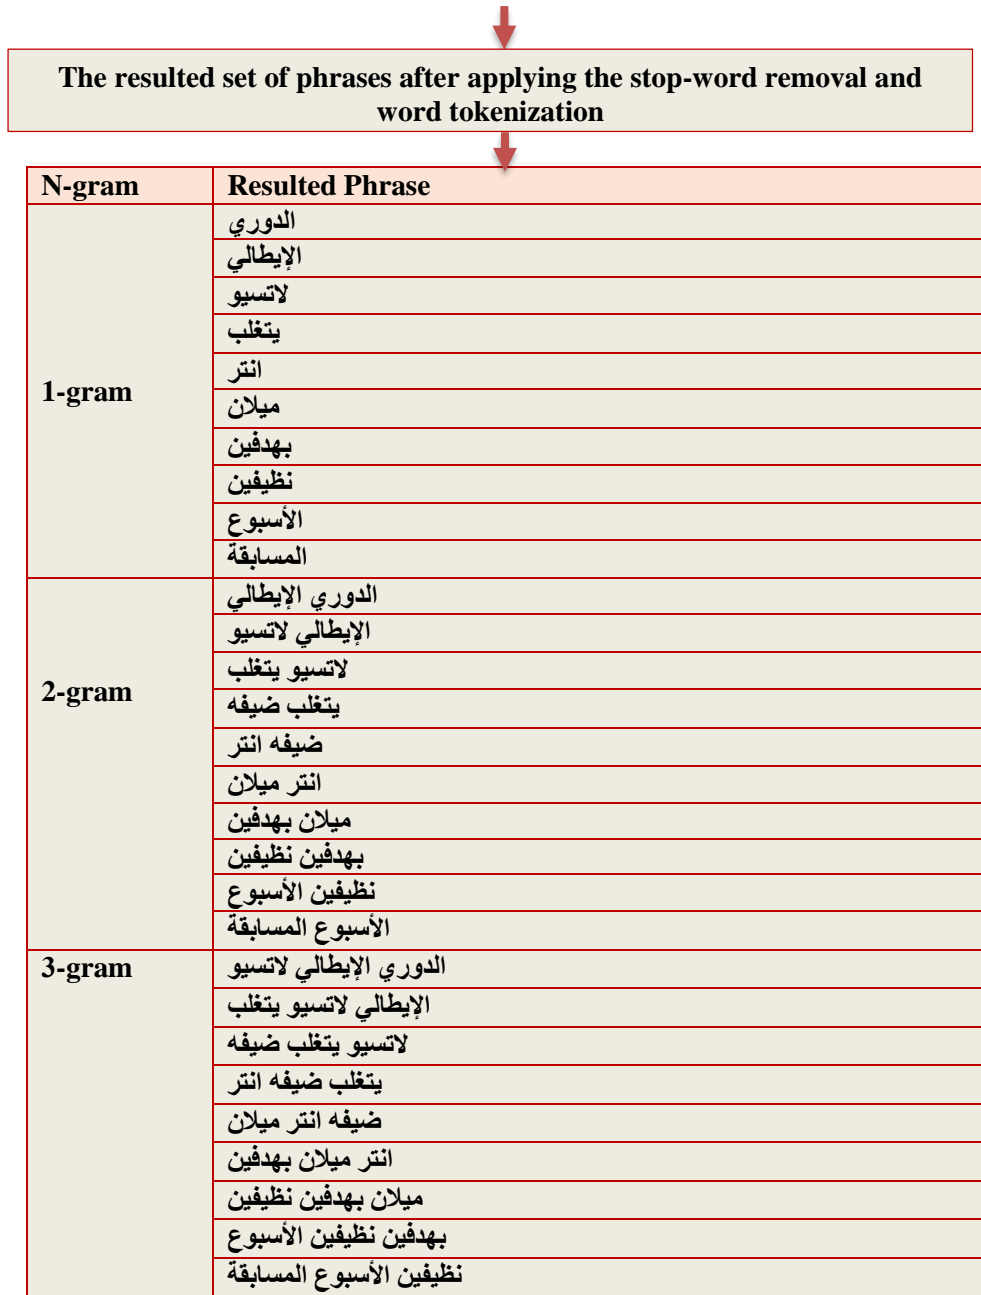 The resulted set of phrases after applying the stop-word removal and
word tokenization
N-gram Resulted Phrase
1-gram
الدوري
الإيطالي
لاتسيو
يتغلب
انتر
ميلان
بهدفين
نظيفين
الأسبوع
المسابقة
2-gram
الدوري الإيطالي
الإيطالي لاتسيو
لاتسيو يتغلب
يتغلب ضيفه
ضيفه انتر
انتر ميلان
ميلان بهدفين
بهدفين نظيفين
نظيفين الأسبوع
الأسبوع المسابقة
3-gram
الدوري الإيطالي لاتسيو
الإيطالي لاتسيو يتغلب
لاتسيو يتغلب ضيفه
يتغلب ضيفه انتر
ضيفه انتر ميلان
انتر ميلان بهدفين
ميلان بهدفين نظيفين
بهدفين نظيفين الأسبوع
نظيفين الأسبوع المسابقة